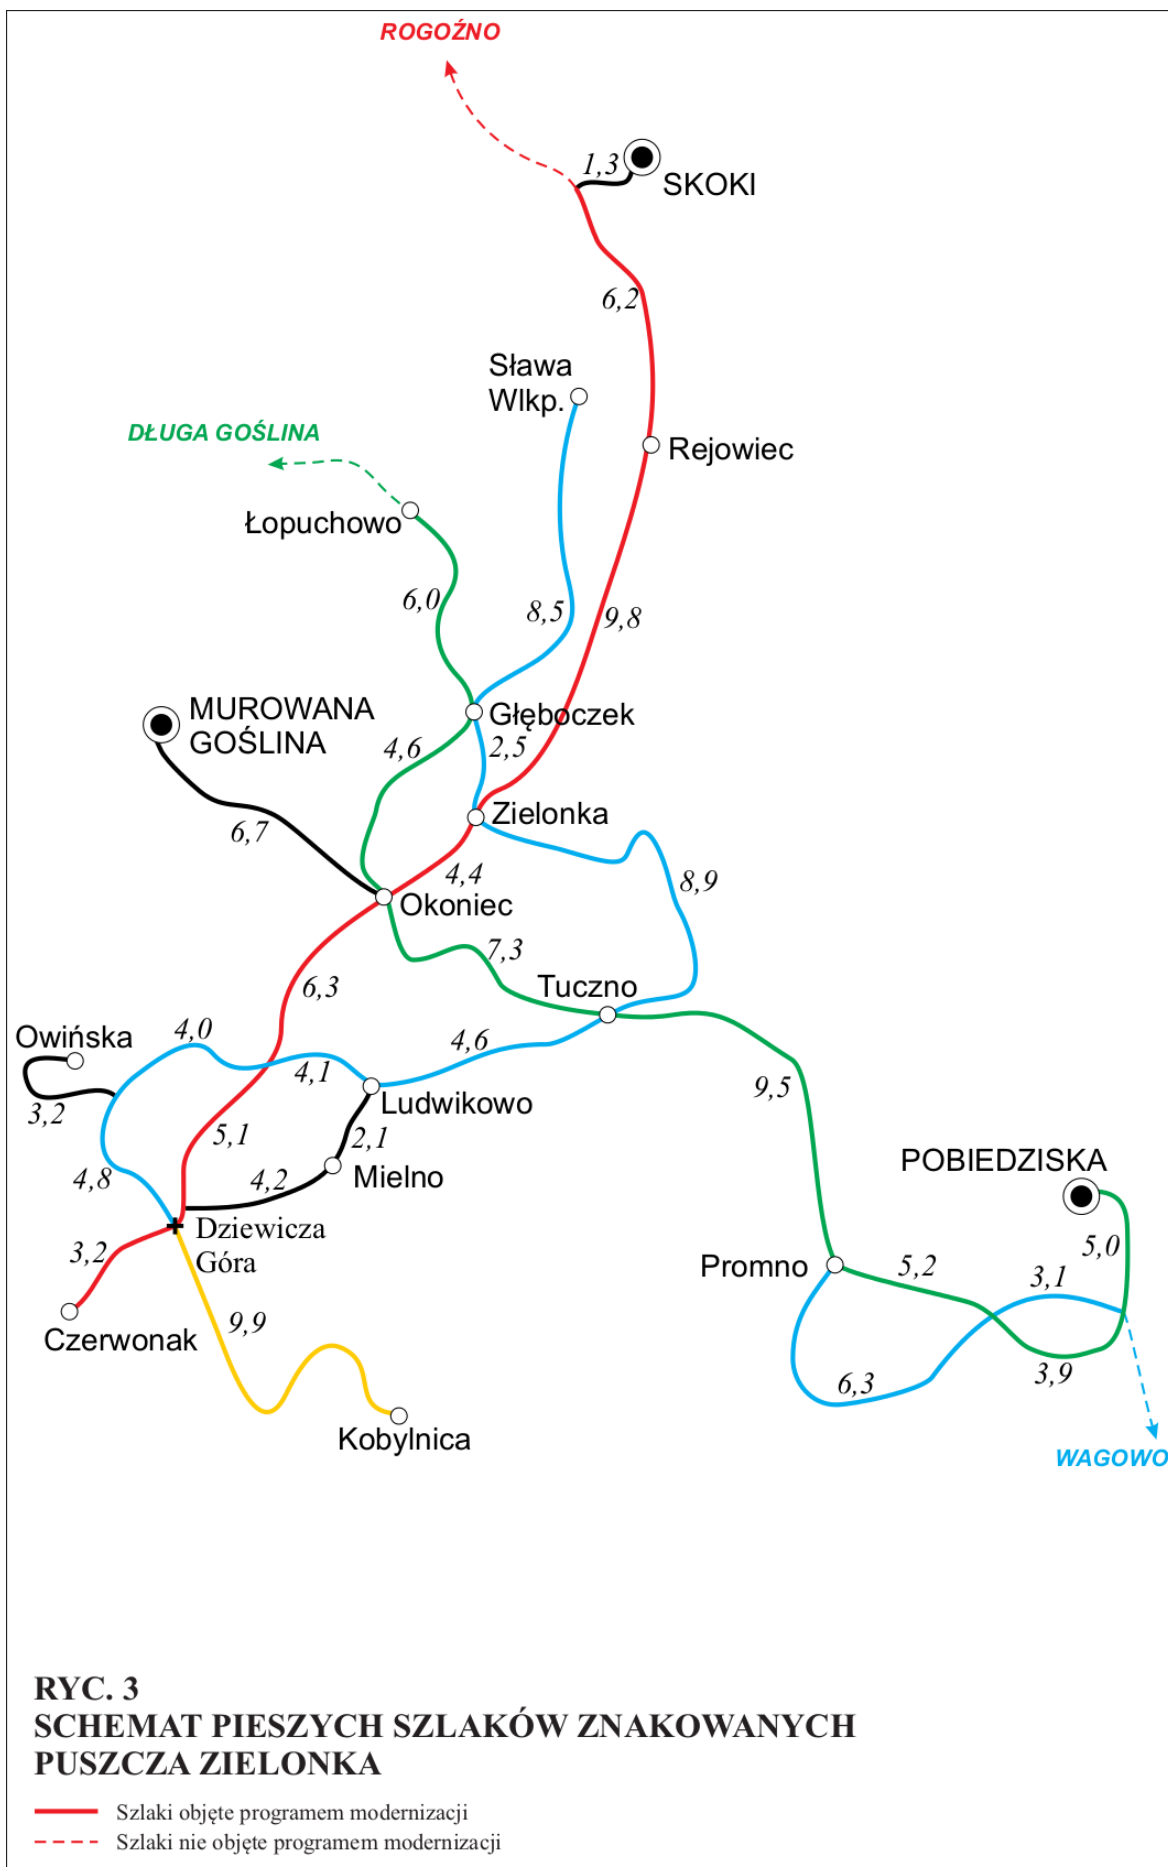 ROGOŹNO
1,3
SKOKI
6,2
Sława
Wlkp.
DŁUGA GOŚLINA
Rejowiec
Łopuchowo
6,0
8,5
9,8
MUROWANA
GOŚLINA
Głęboczek
4,6
2,5
Zielonka
6,7
4,4
8,9
Okoniec
7,3
6,3
Tuczno
Owińska
4,0
4,6
4,1
9,5
3,2
Ludwikowo
5,1
2,1
POBIEDZISKA
4,8
4,2
Mielno
Dziewicza
Góra
3,2
5,0
Promno
5,2
3,1
9,9
Czerwonak
6,3
3,9
Kobylnica
WAGOWO
RYC. 3
SCHEMAT PIESZYCH SZLAKÓW ZNAKOWANYCH
PUSZCZA ZIELONKA
Szlaki objęte programem modernizacji
Szlaki nie objęte programem modernizacji